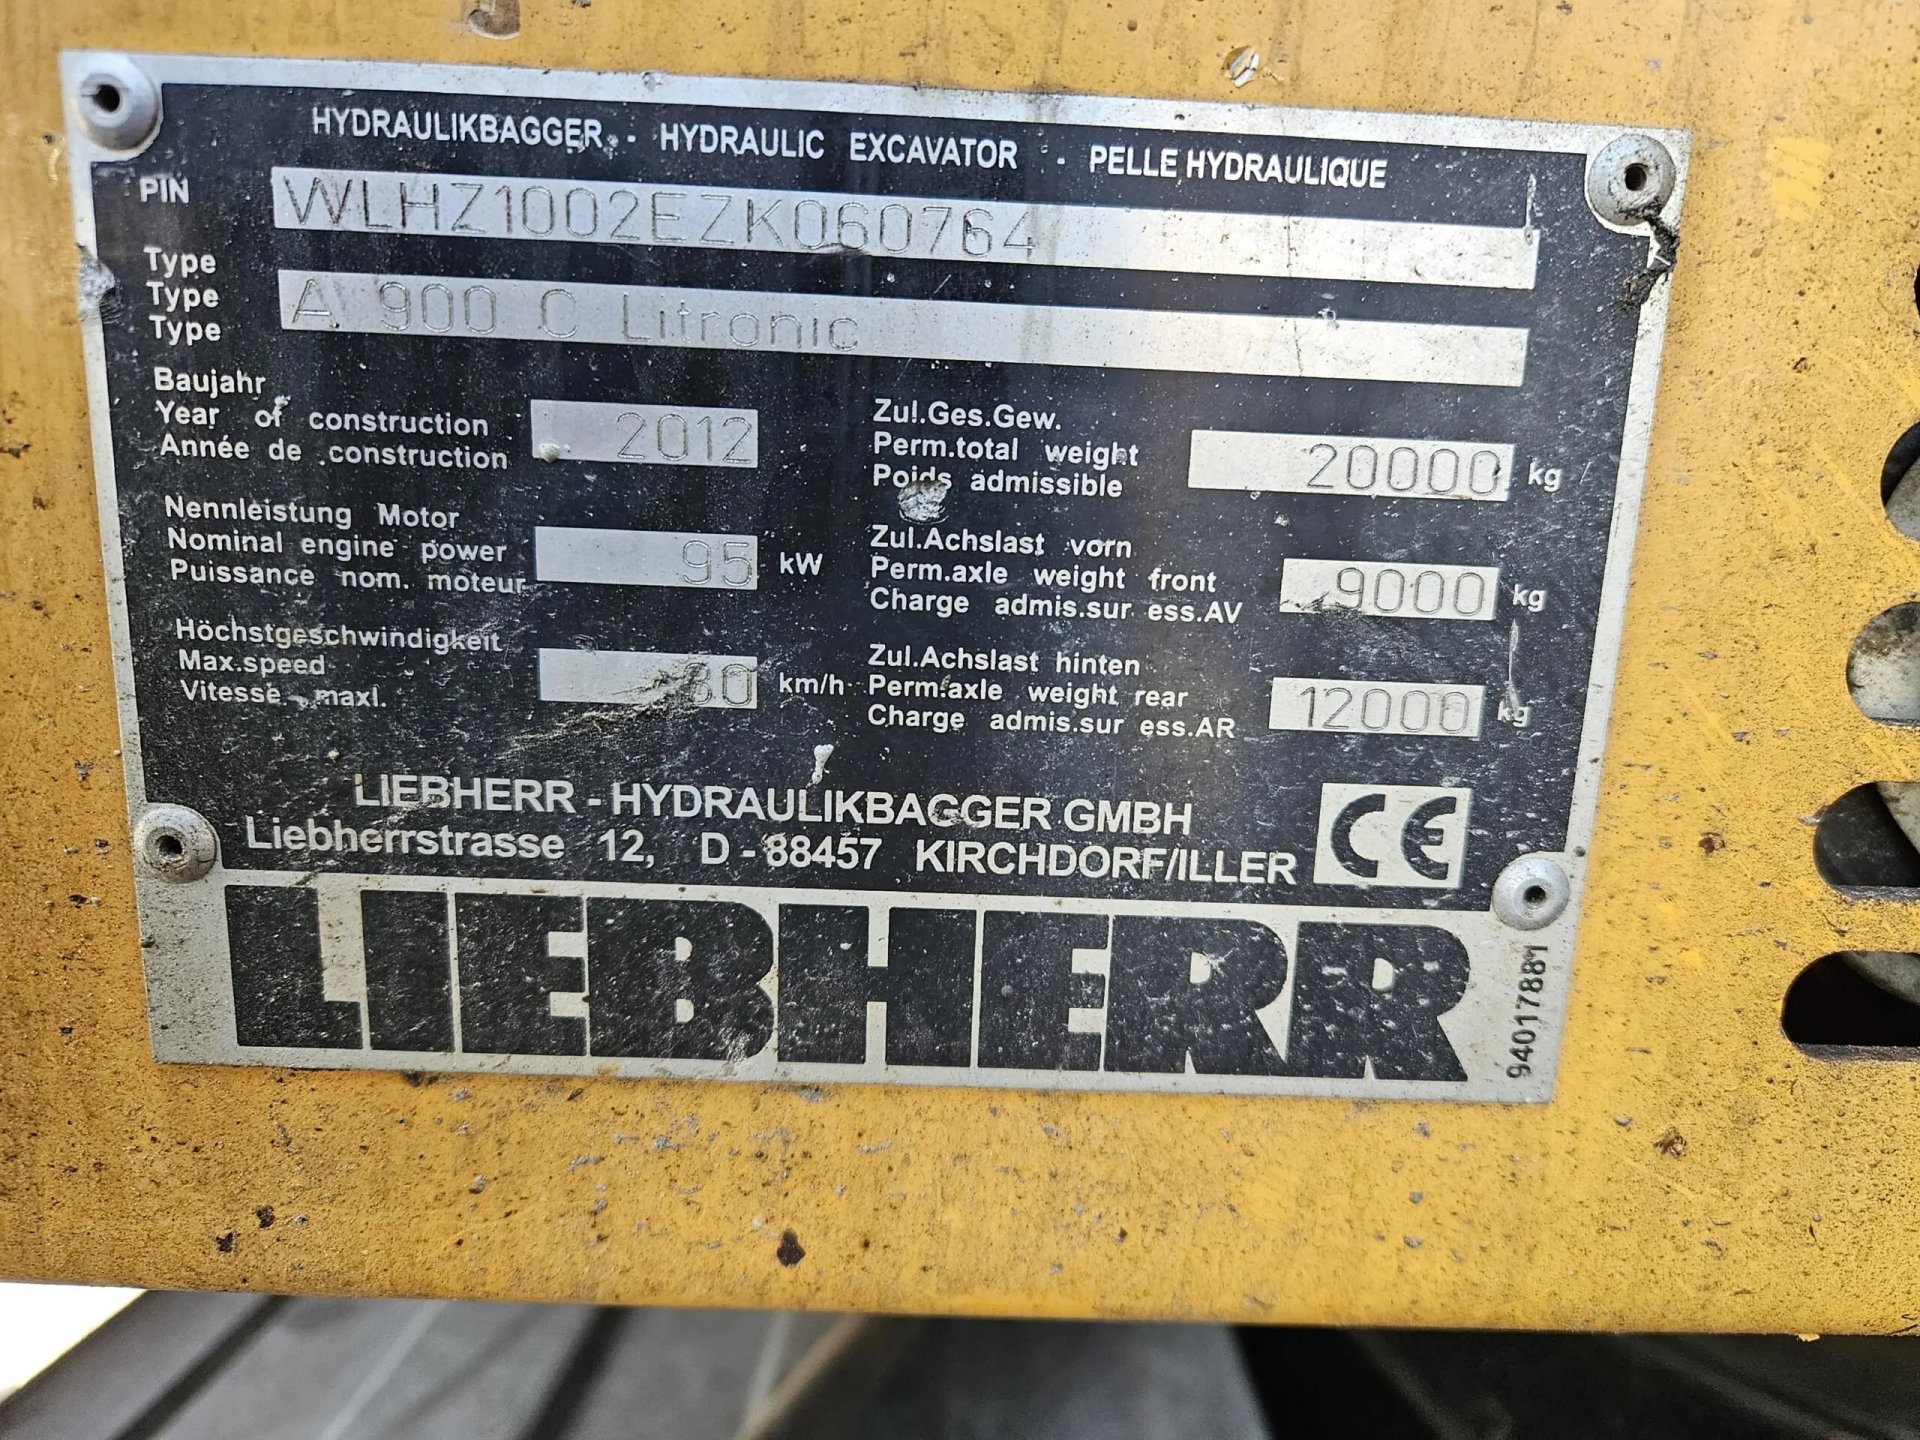 HYDRAULIKBAGGER - HYDRAULIC EXCAVATOR - PELLE HYDRAULIQUE
PIN WLHZ1002EZK060764
Type
Type A 900 C Litronic
Type
Baujahr
Year of construction 2012
Année de construction
Nennleistung Motor
Nominal engine power 95 kW
Puissance nom. moteur
Höchstgeschwindigkeit
Max.speed km/h
Vitesse maxl.
Zul.Ges.Gew.
Perm.total weight 20000 kg
Poids admissible
Zul.Achslast vorn
Perm.axle weight front 9000 kg
Charge admis.sur ess.AV
Zul.Achslast hinten
Perm.axle weight rear 12000 kg
Charge admis.sur ess.AR
LIEBHERR - HYDRAULIKBAGGER GMBH
Liebherrstrasse 12, D - 88457 KIRCHDORF/ILLER
CE
LIEBHERR
94017881